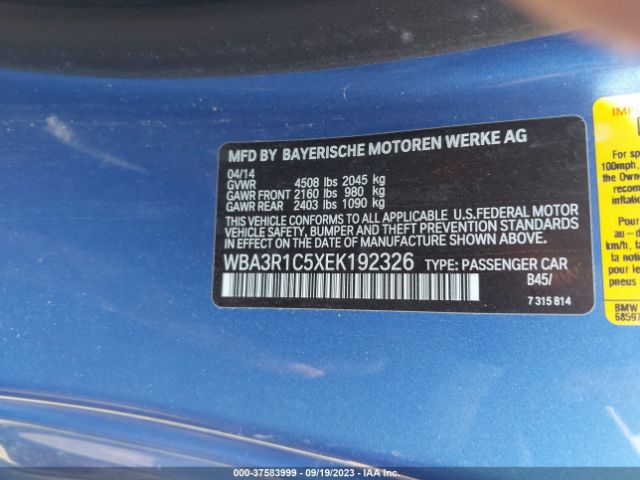 MFD BY BAYERISCHE MOTOREN WERKE AG
04/14
GVWR 4508 lbs 2045 kg
GAWR FRONT 2160 lbs 980 kg
GAWR REAR 2403 lbs 1090 kg
THIS VEHICLE CONFORMS TO ALL APPLICABLE U.S.FEDERAL MOTOR
VEHICLE SAFETY, BUMPER AND THEFT PREVENTION STANDARDS
IN EFFECT ON THE DATE OF MANUFACTURE SHOWN ABOVE.
WBA3R1C5XEK192326 TYPE: PASSENGER CAR
B45/
7 315 814
For sp
100mph,
the Own
recom
inflatio
Pour
au-d
km/h,
la noti
pour le
pneus
BMW
68597
000-37583999 - 09/19/2023 - IAA Inc.